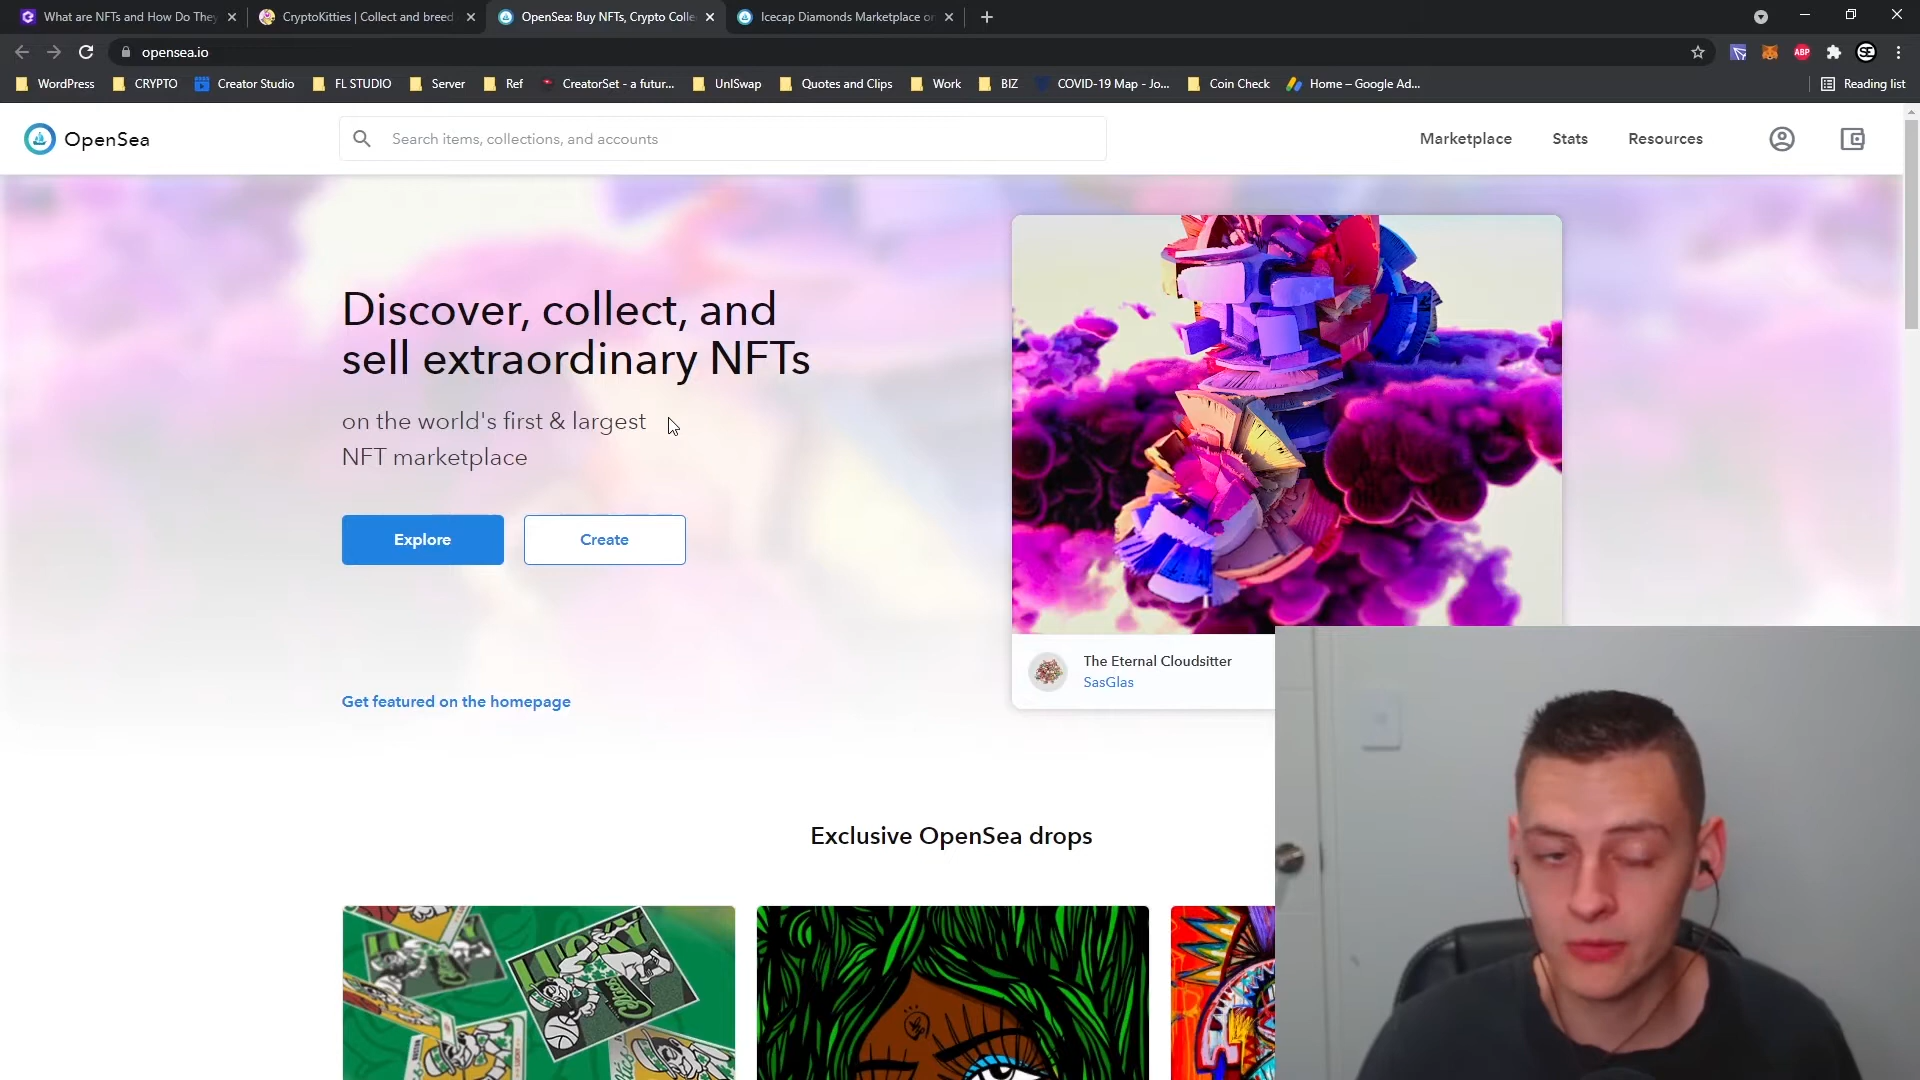 What are NFTs and How Do They
CryptoKitties | Collect and breed
OpenSea: Buy NFTs, Crypto Colle
Icecap Diamonds Marketplace on
opensea.io
ABP
SE
WordPress
CRYPTO
Creator Studio
FL STUDIO
Server
Ref
CreatorSet - a futur...
UnISwap
Quotes and Clips
Work
BIZ
COVID-19 Map - Jo...
Coin Check
Home – Google Ad...
Reading list
OpenSea
Search items, collections, and accounts
Marketplace
Stats
Resources
Discover, collect, and
sell extraordinary NFTs
on the world's first & largest
NFT marketplace
Explore
Create
Get featured on the homepage
The Eternal Cloudsitter
SasGlas
Exclusive OpenSea drops
LUCKY